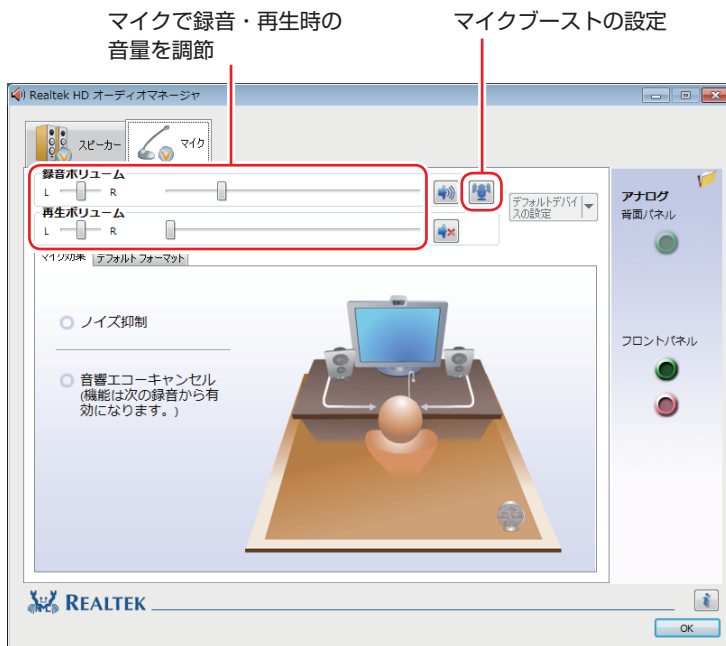 マイクで録音・再生時の
音量を調節
マイクブーストの設定
Realtek HD オーディオマネージャ
スピーカー
マイク
録音ボリューム
L R
再生ボリューム
L R
デフォルトデバイ
スの設定
マイク効果
デフォルトフォーマット
ノイズ抑制
音響エコーキャンセル
(機能は次の録音から有
効になります。)
アナログ
背面パネル
フロントパネル
REALTEK
OK